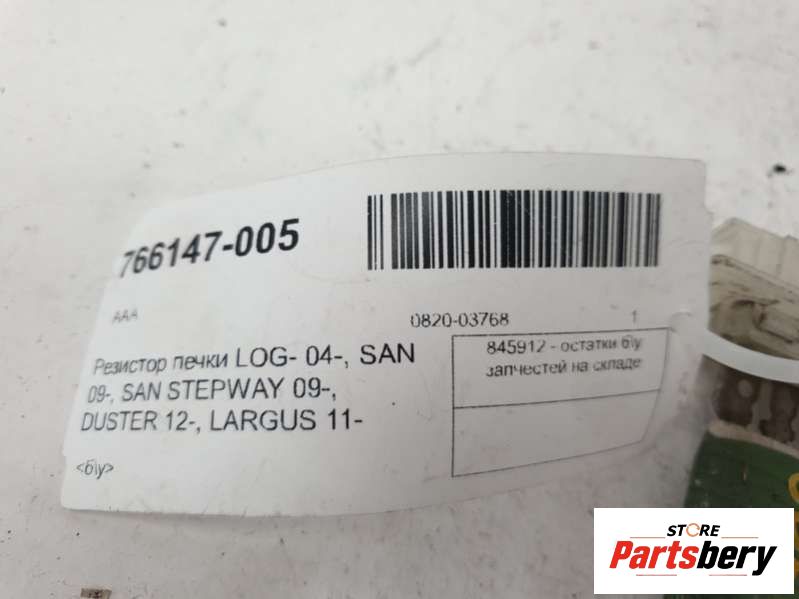 766147-005
AAA
0820-03768 1
Резистор печки LOG- 04-, SAN
09-, SAN STEPWAY 09-,
DUSTER 12-, LARGUS 11-
<б\у>
845912 - остатки б\у
запчестей на складе
STORE
Partsbery